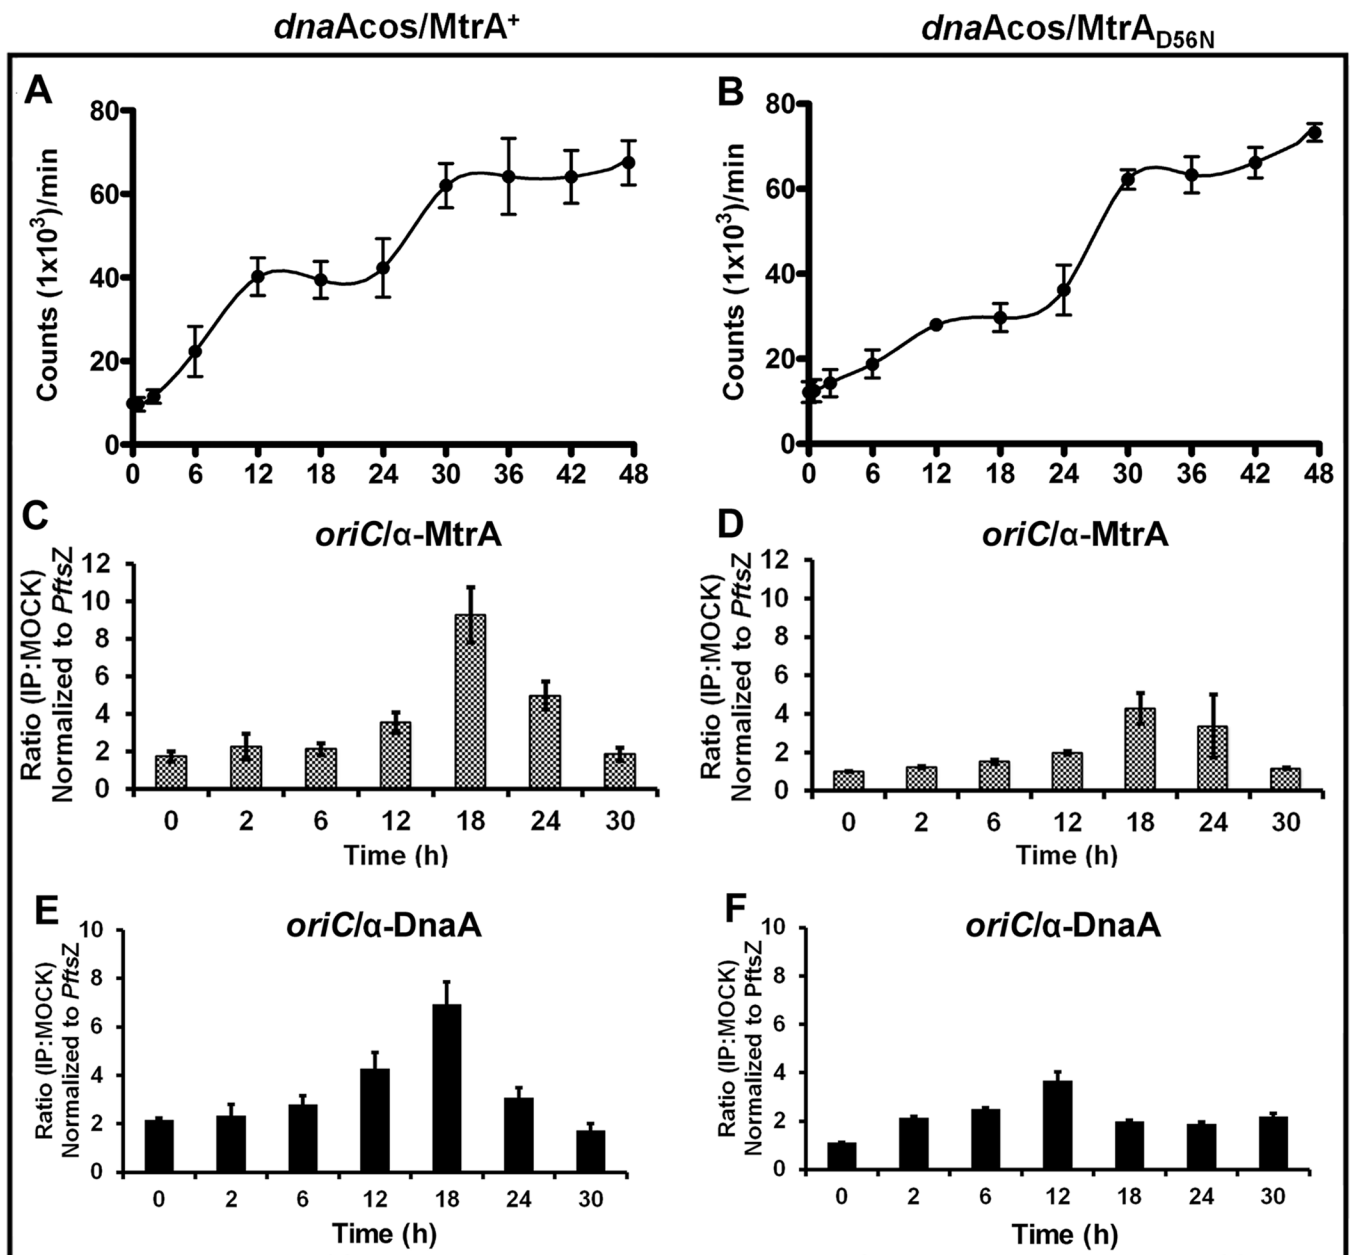 dnaAcos/MtrA⁺ dnaAcos/MtrA_D56N
A
80
60
40
20
0
Counts (1x10³)/min
0 6 12 18 24 30 36 42 48
B
80
60
40
20
0
Counts (1x10³)/min
0 6 12 18 24 30 36 42 48
C
oriC/α-MtrA
Ratio (IP:MOCK)
Normalized to PftsZ
12
10
8
6
4
2
0
0 2 6 12 18 24 30
Time (h)
D
oriC/α-MtrA
Ratio (IP:MOCK)
Normalized to PftsZ
12
10
8
6
4
2
0
0 2 6 12 18 24 30
Time (h)
E
oriC/α-DnaA
Ratio (IP:MOCK)
Normalized to PftsZ
10
8
6
4
2
0
0 2 6 12 18 24 30
Time (h)
F
oriC/α-DnaA
Ratio (IP:MOCK)
Normalized to PftsZ
10
8
6
4
2
0
0 2 6 12 18 24 30
Time (h)